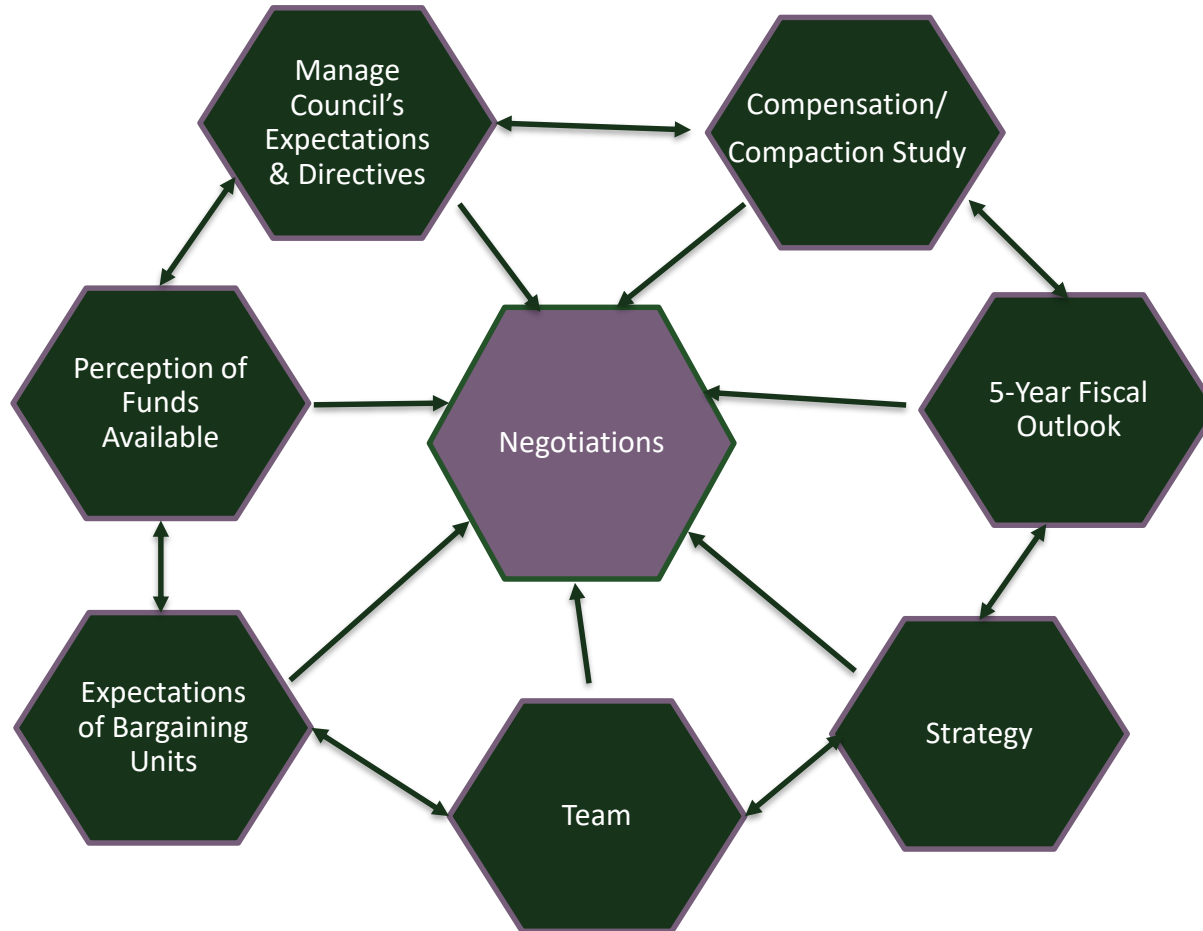 Manage
Council’s
Expectations
& Directives
Compensation/
Compaction Study
Perception of
Funds
Available
Negotiations
5-Year Fiscal
Outlook
Expectations
of Bargaining
Units
Team
Strategy